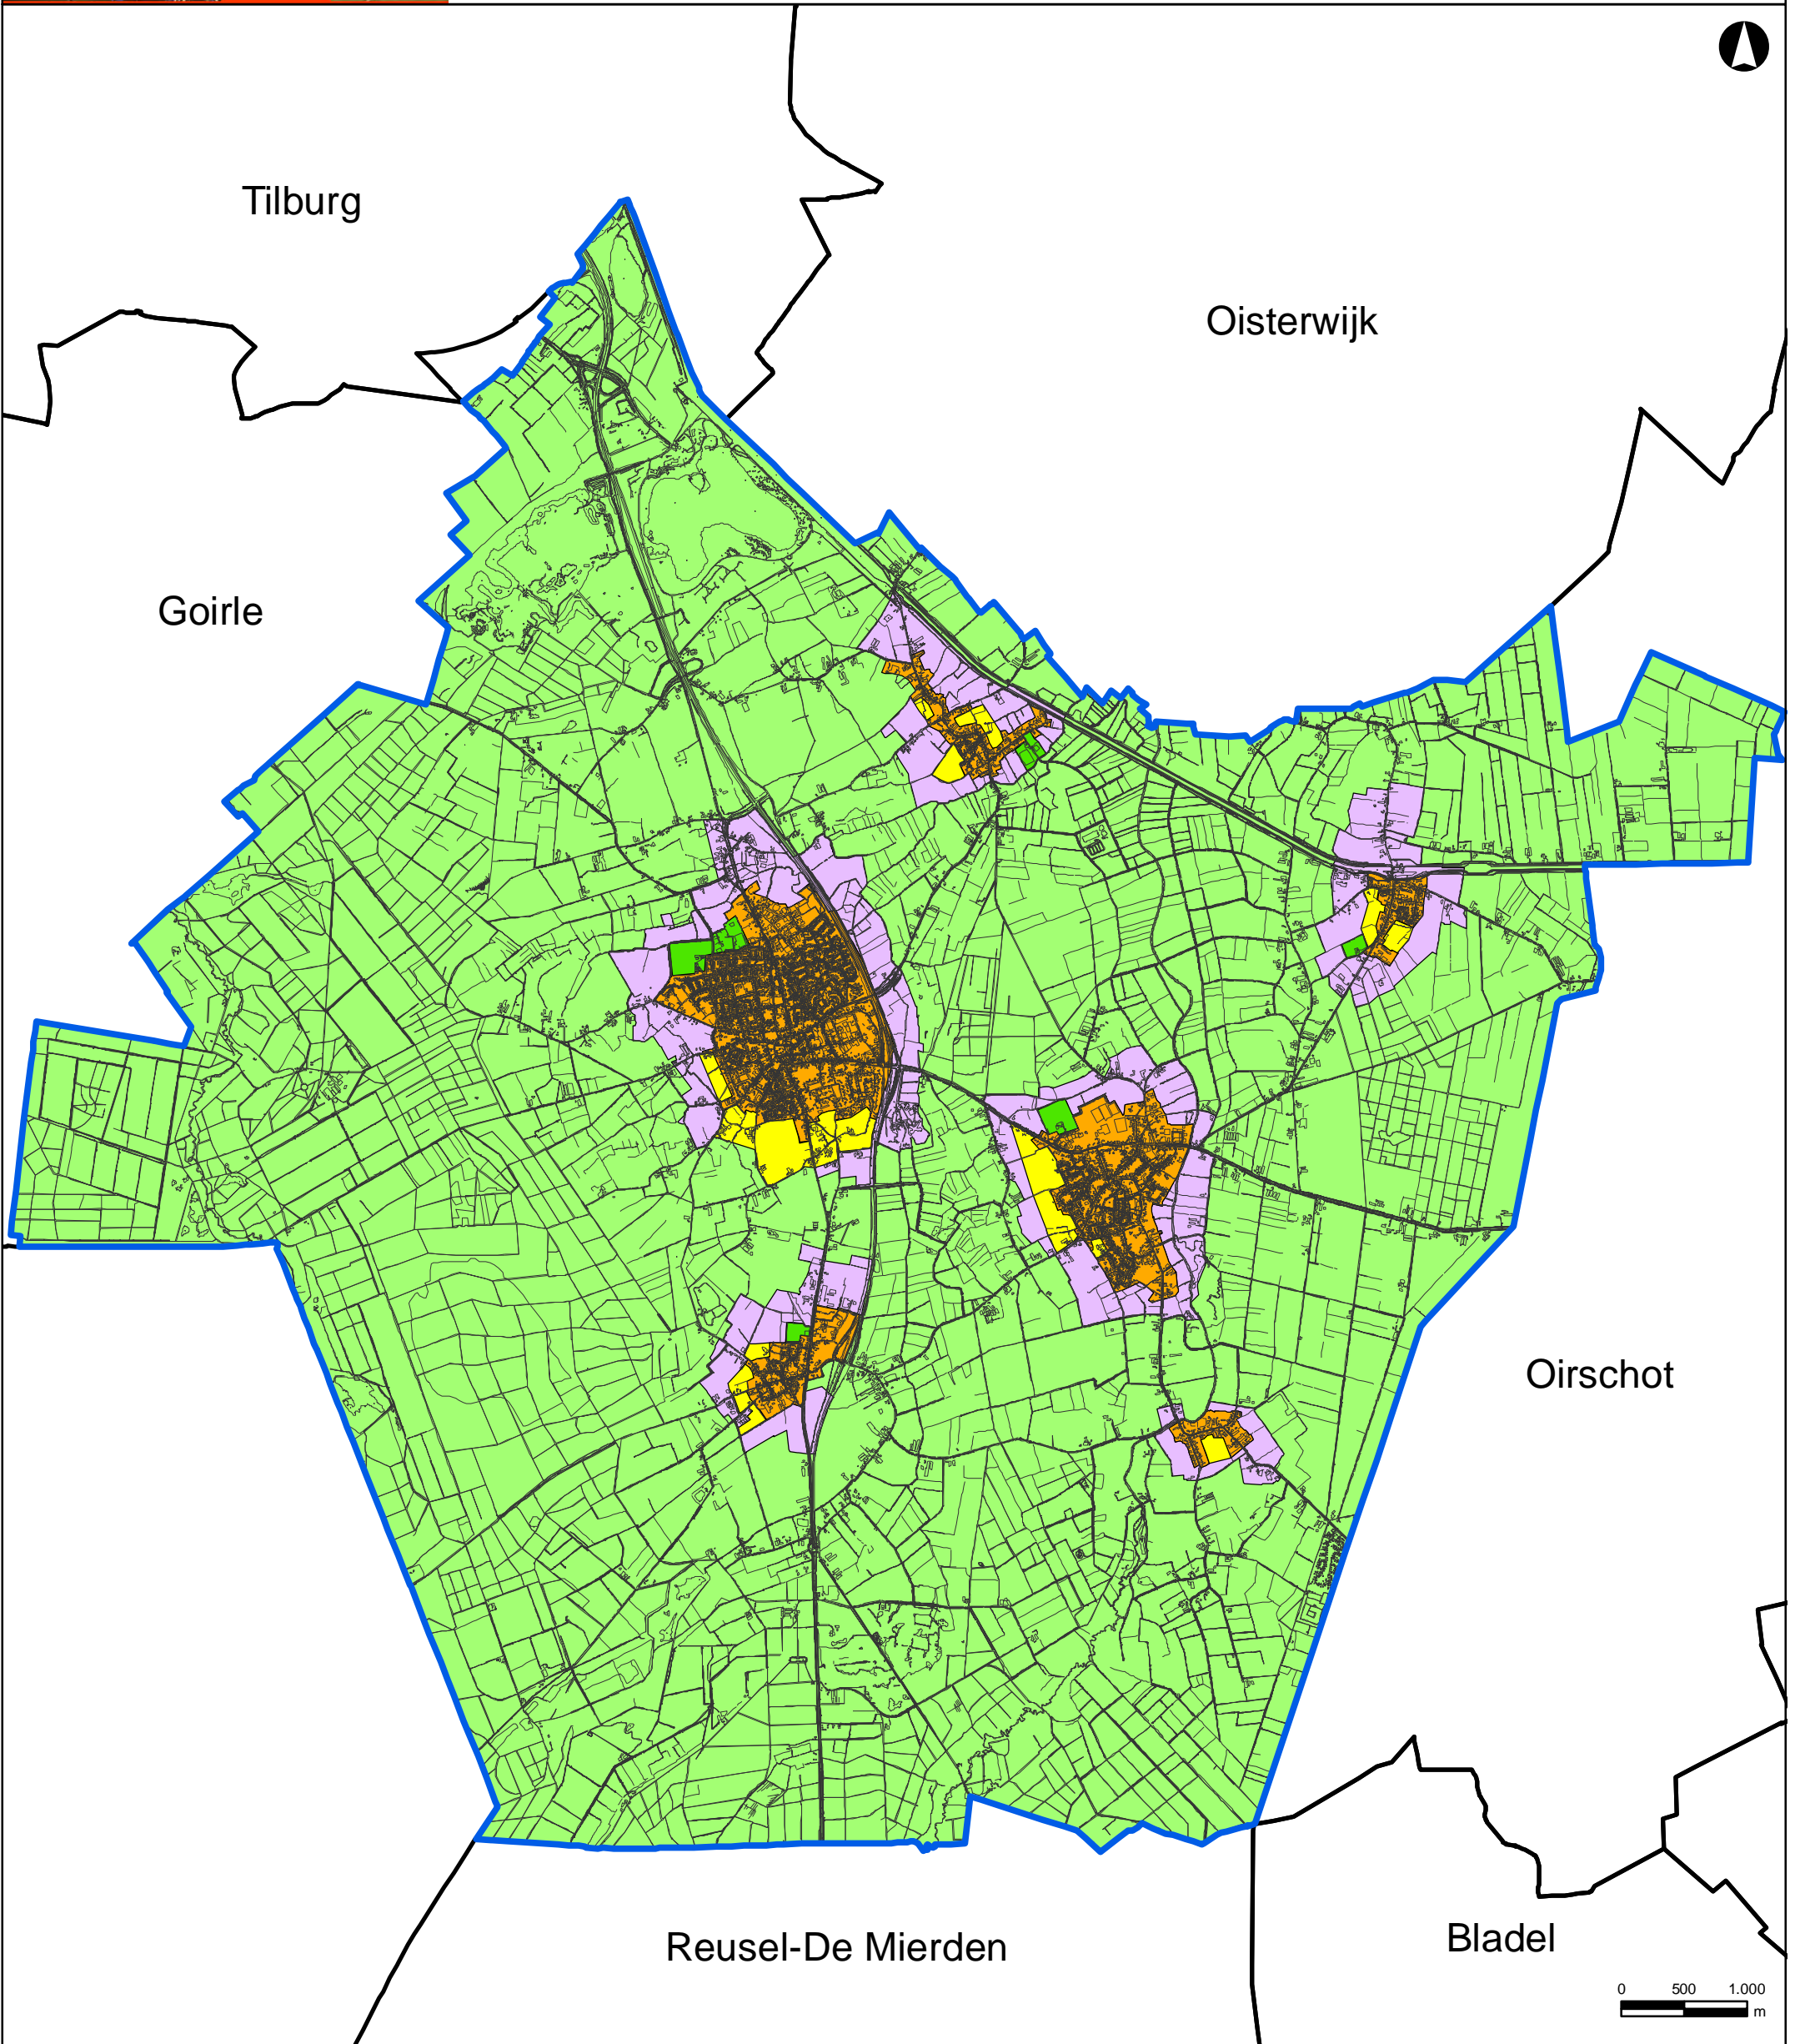 Tilburg
Oisterwijk
Goirle
Oirschot
Reusel-De Mierden
Bladel
0 500 1.000
m